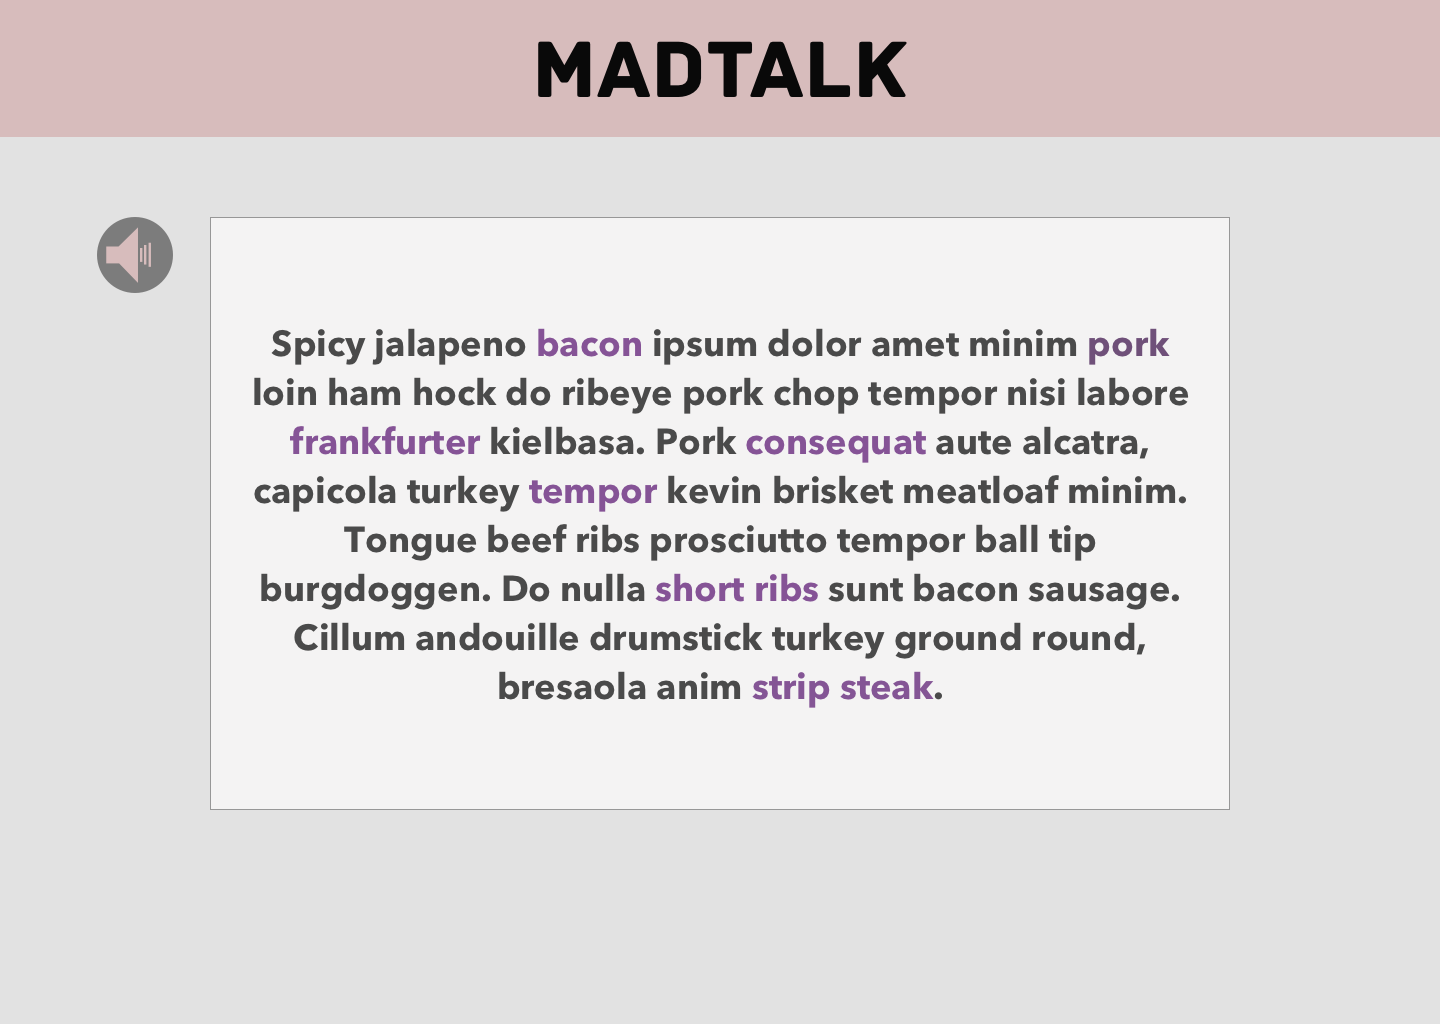 MADTALK
Spicy jalapeno bacon ipsum dolor amet minim pork
loin ham hock do ribeye pork chop tempor nisi labore
frankfurter kielbasa. Pork consequat aute alcatra,
capicola turkey tempor kevin brisket meatloaf minim.
Tongue beef ribs prosciutto tempor ball tip
burgdoggen. Do nulla short ribs sunt bacon sausage.
Cillum andouille drumstick turkey ground round,
bresaola anim strip steak.